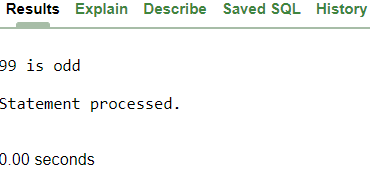 Results Explain Describe Saved SQL History
99 is odd
Statement processed.
0.00 seconds